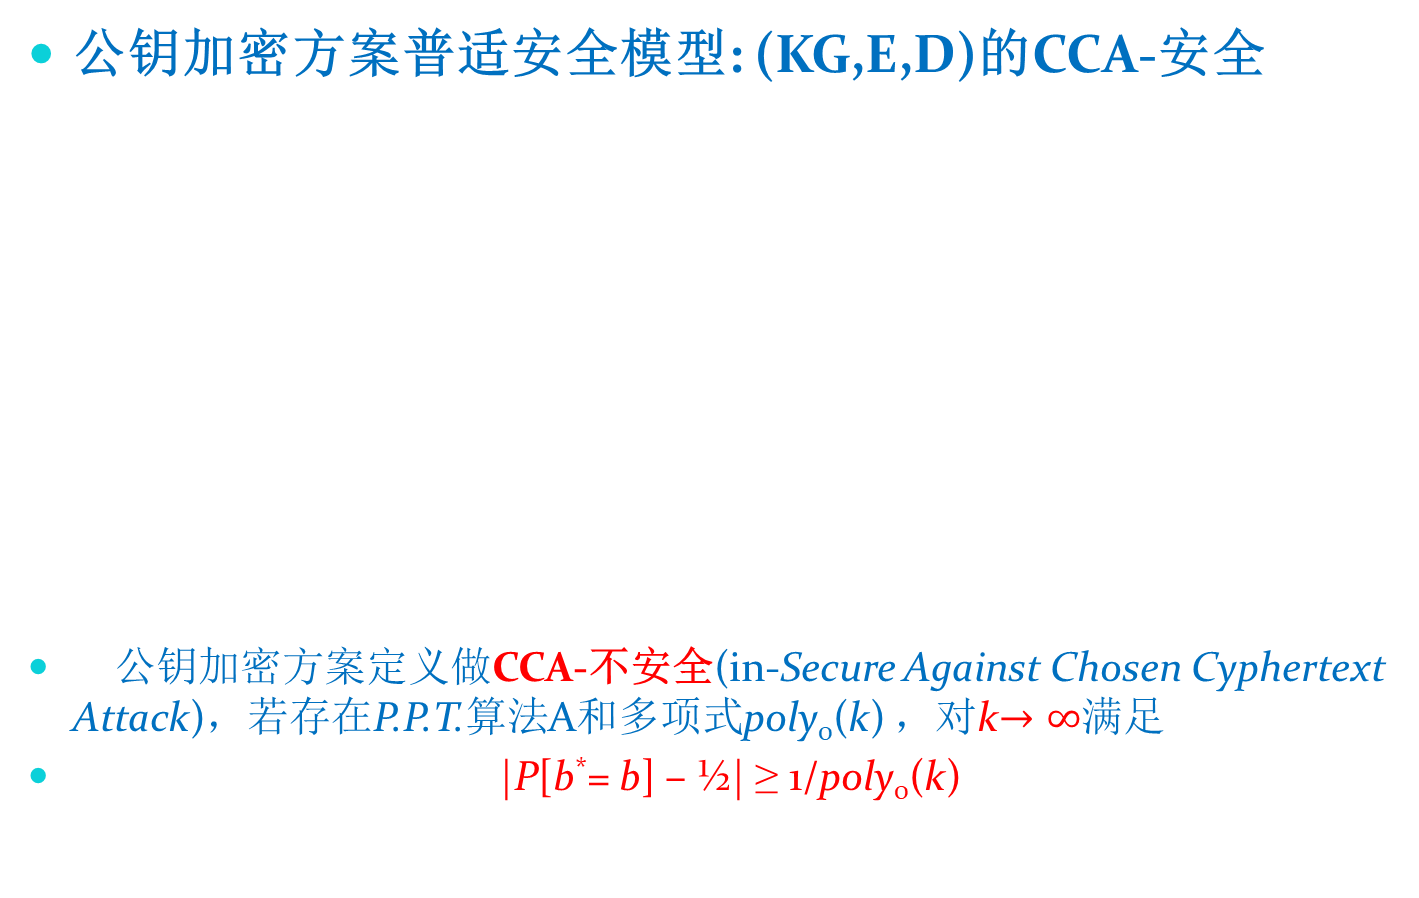 • 公钥加密方案普适安全模型: (KG,E,D)的CCA-安全
• 公钥加密方案定义做CCA-不安全(in-Secure Against Chosen Cyphertext
Attack)，若存在P.P.T.算法A和多项式poly₀(k) ，对k→ ∞满足
• |P[b*= b] – ½| ≥ 1/poly₀(k)